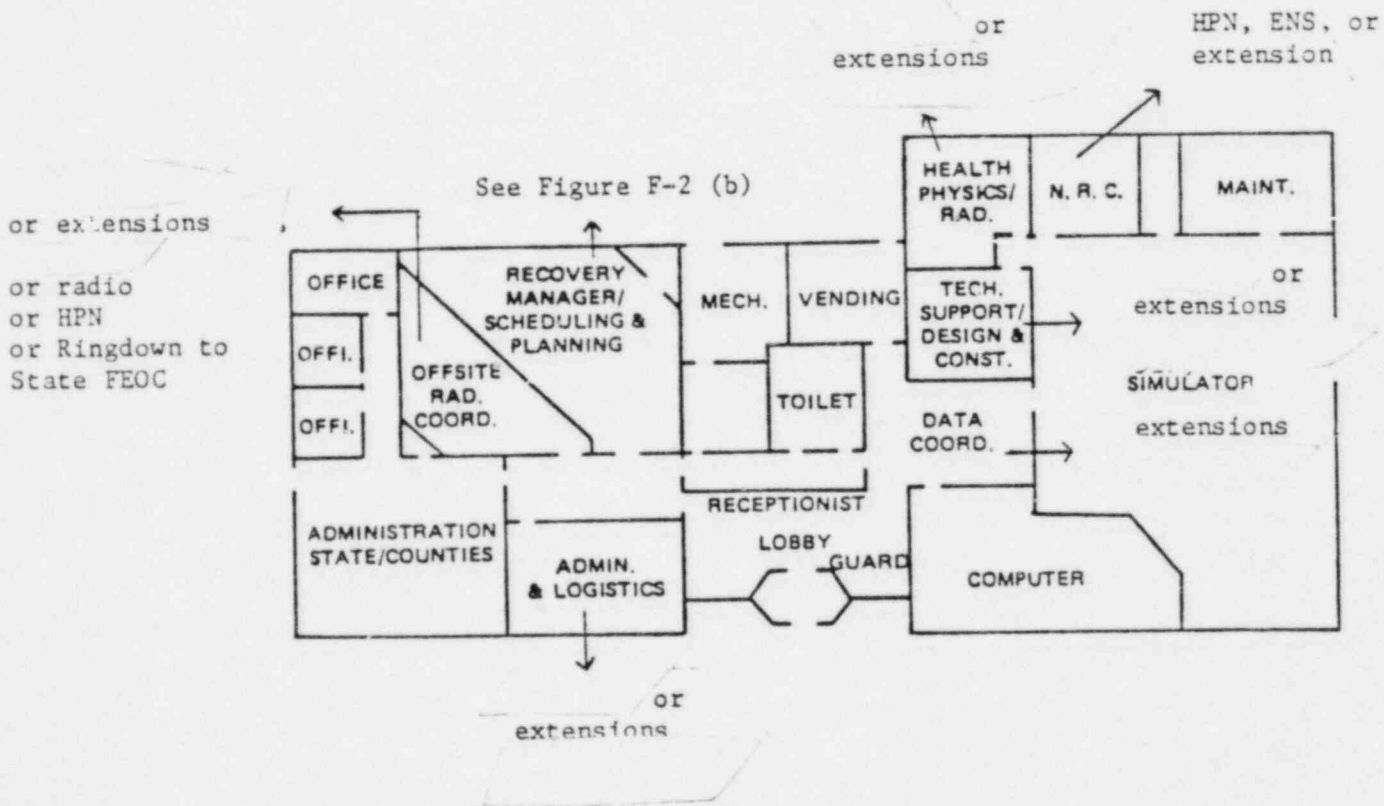 or
extensions
HPN, ENS, or
extension
See Figure F-2 (b)
or extensions
or radio
or HPN
or Ringdown to
State FEOC
OFFICE
OFFI.
OFFI.
OFFSITE
RAD.
COORD.
RECOVERY
MANAGER/
SCHEDULING &
PLANNING
MECH.
VENDING
TOILET
HEALTH
PHYSICS/
RAD.
N. R. C.
MAINT.
TECH.
SUPPORT/
DESIGN &
CONST.
or
extensions
SIMULATOR
extensions
DATA
COORD.
RECEPTIONIST
LOBBY
GUARD
COMPUTER
ADMINISTRATION
STATE/COUNTIES
ADMIN.
& LOGISTICS
or
extensions